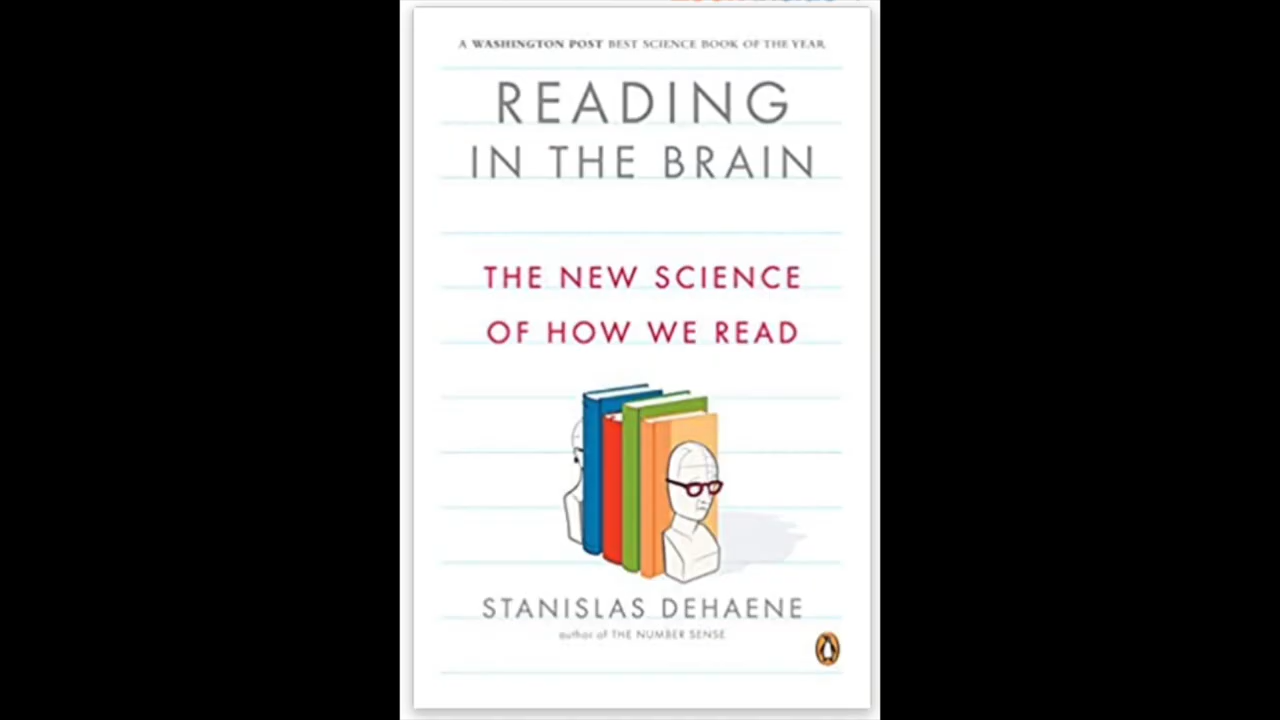 A WASHINGTON POST BEST SCIENCE BOOK OF THE YEAR
READING
IN THE BRAIN
THE NEW SCIENCE
OF HOW WE READ
STANISLAS DEHAENE
author of THE NUMBER SENSE